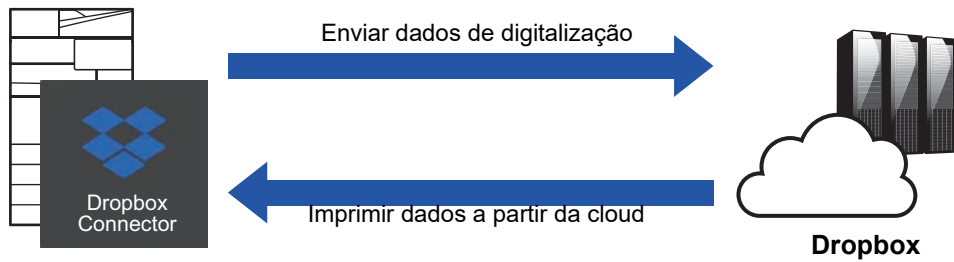 Enviar dados de digitalização
Dropbox
Connector
Imprimir dados a partir da cloud
Dropbox